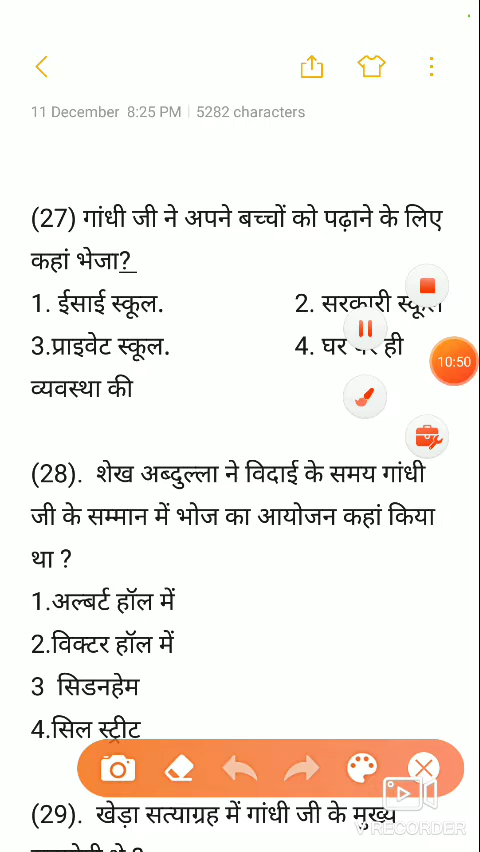 11 December 8:25 PM | 5282 characters
(27) गांधी जी ने अपने बच्चों को पढ़ाने के लिए
कहां भेजा?
1. ईसाई स्कूल. 2. सरकारी स्कूल
3.प्राइवेट स्कूल. 4. घर पर ही
10:50
व्यवस्था की
(28). शेख अब्दुल्ला ने विदाई के समय गांधी
जी के सम्मान में भोज का आयोजन कहां किया
था ?
1.अल्बर्ट हॉल में
2.विक्टर हॉल में
3 सिडनहेम
4.सिल स्ट्रीट
(29). खेड़ा सत्याग्रह में गांधी जी के मुख्य
V RECORDER